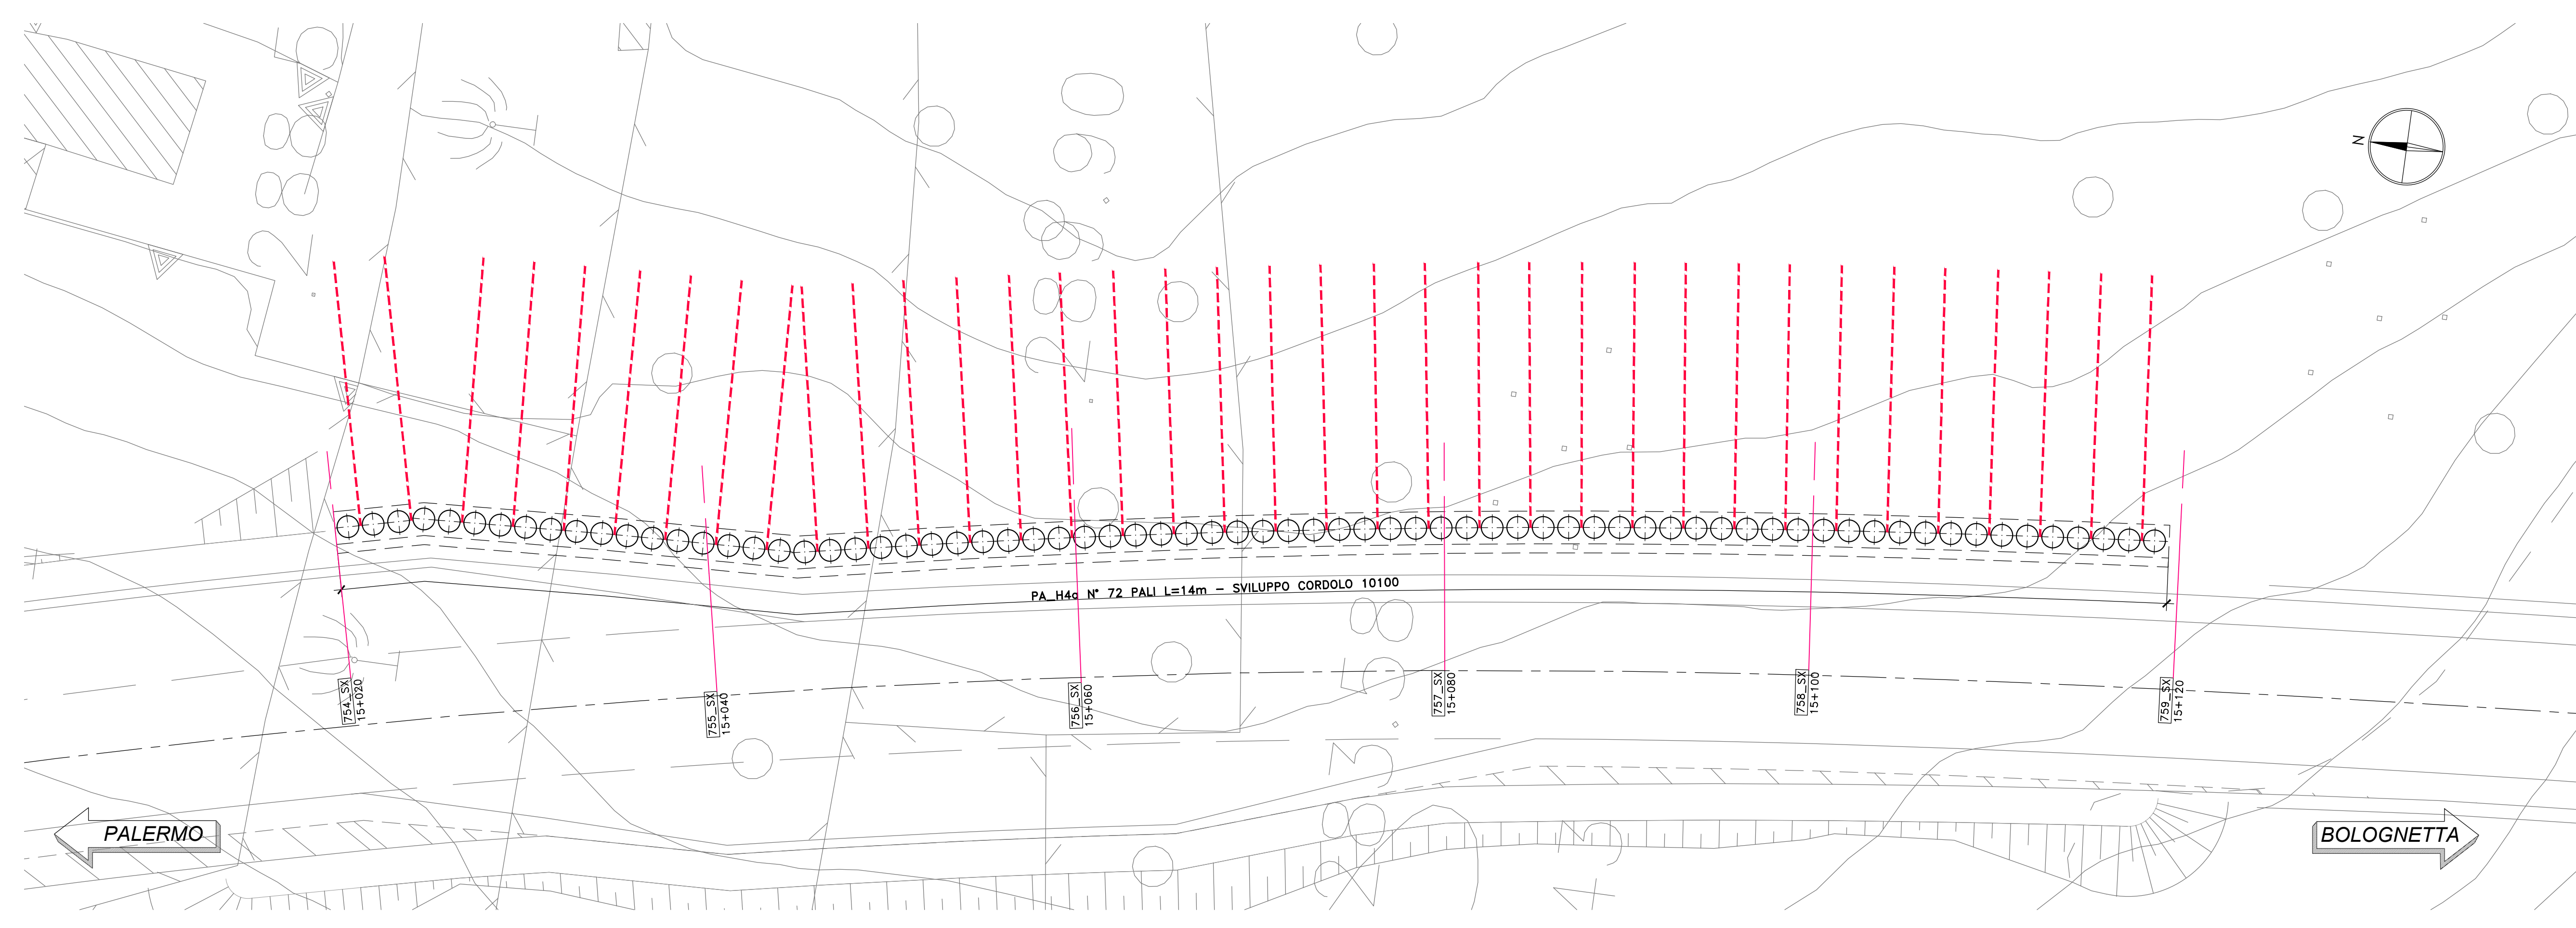 N
PA_H4a N° 72 PALI L=14m – SVILUPPO CORDOLO 10100
754_SX
15+020
755_SX
15+040
756_SX
15+060
757_SX
15+080
758_SX
15+100
759_SX
15+120
PALERMO
BOLOGNETTA